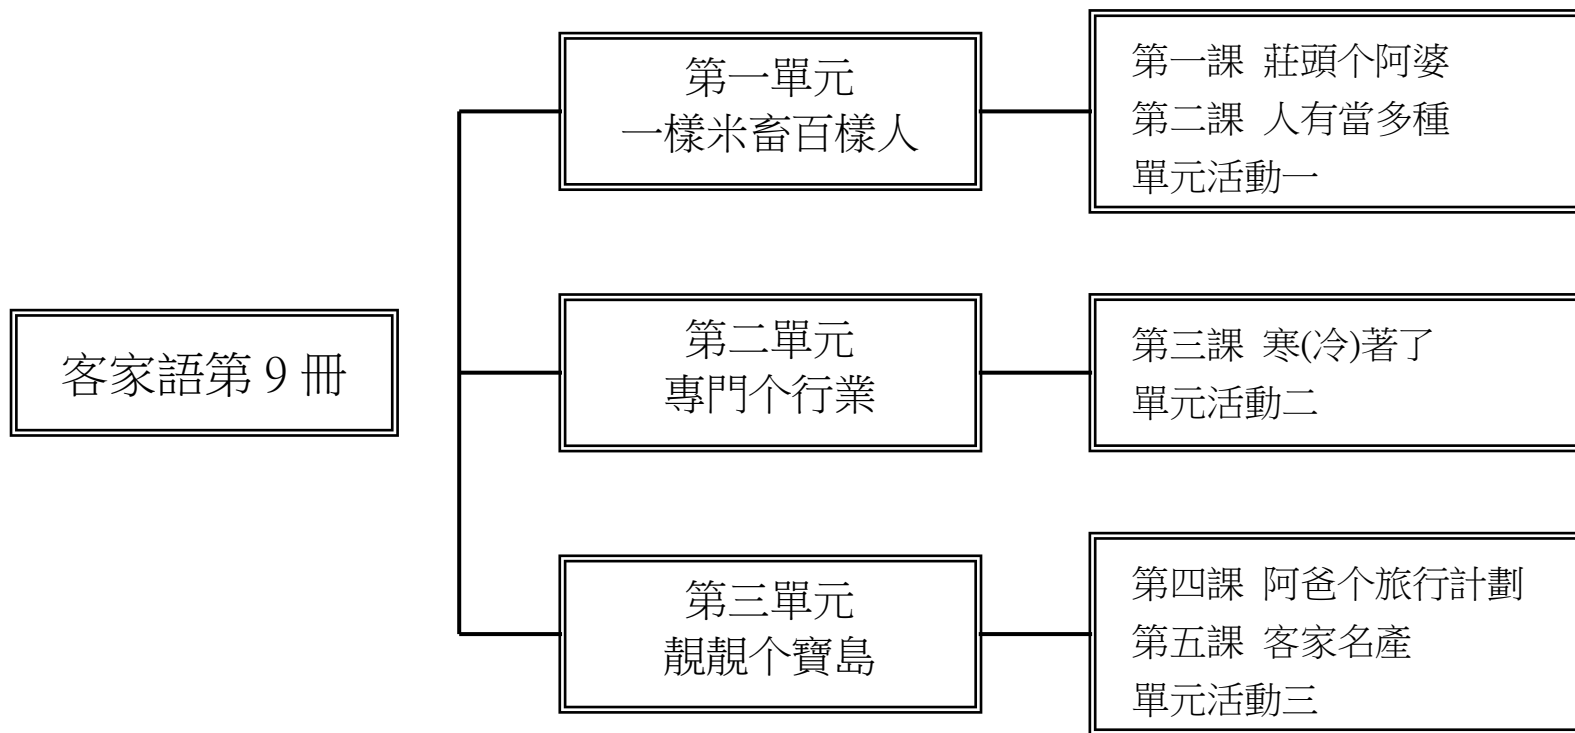 客家語第 9 冊
第一單元
一樣米畜百樣人
第一課 莊頭个阿婆
第二課 人有當多種
單元活動一
第二單元
專門个行業
第三課 寒(冷)著了
單元活動二
第三單元
靚靚个寶島
第四課 阿爸个旅行計劃
第五課 客家名產
單元活動三